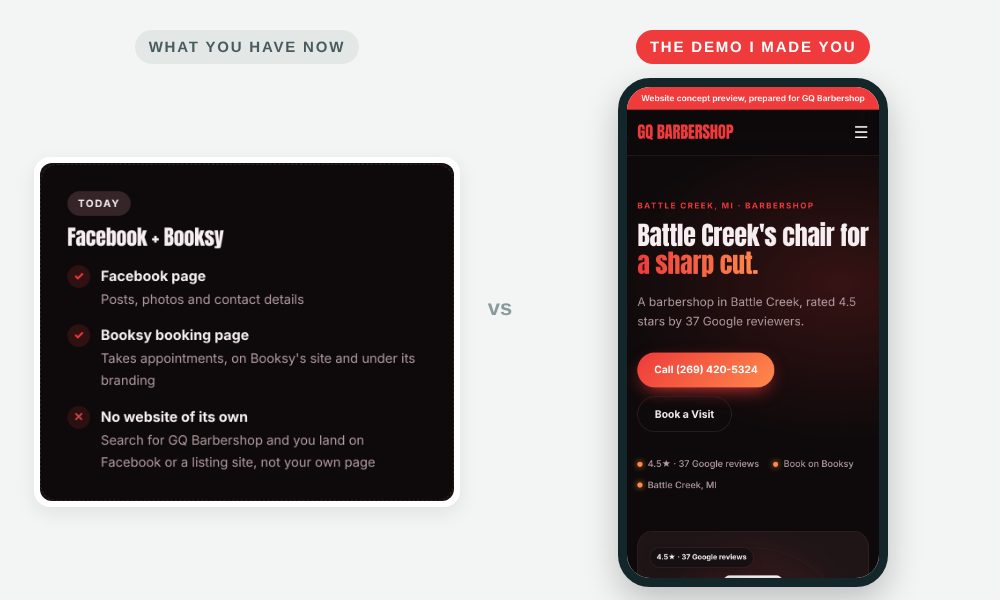 WHAT YOU HAVE NOW
TODAY
Facebook + Booksy
Facebook page
Posts, photos and contact details
Booksy booking page
Takes appointments, on Booksy's site and under its
branding
No website of its own
Search for GQ Barbershop and you land on
Facebook or a listing site, not your own page
vs
THE DEMO I MADE YOU
Website concept preview, prepared for GQ Barbershop
GQ BARBERSHOP
BATTLE CREEK, MI · BARBERSHOP
Battle Creek's chair for
a sharp cut.
A barbershop in Battle Creek, rated 4.5
stars by 37 Google reviewers.
Call (269) 420-5324
Book a Visit
4.5★ · 37 Google reviews
Book on Booksy
Battle Creek, MI
4.5★ · 37 Google reviews